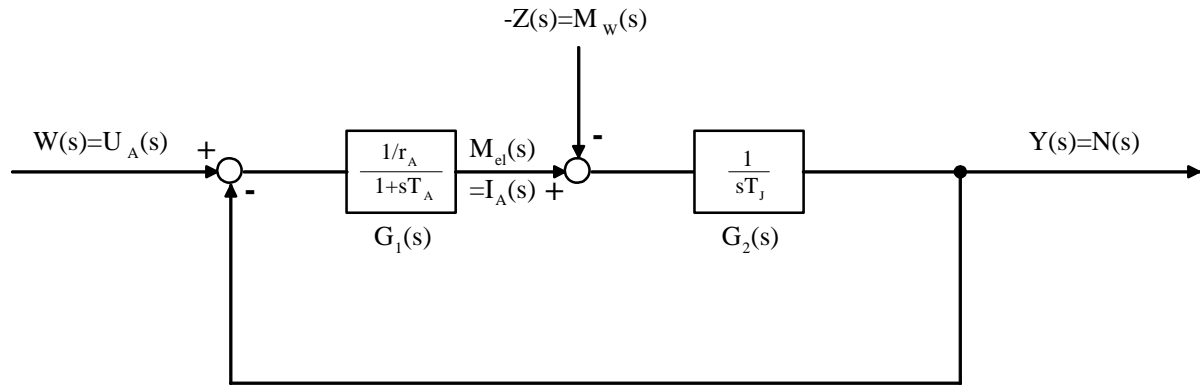 -Z(s)=M_W(s)
W(s)=U_A(s)
+
-
1/r_A
1+sT_A
G_1(s)
M_el(s)
=I_A(s)
+
-
1
sT_J
G_2(s)
Y(s)=N(s)